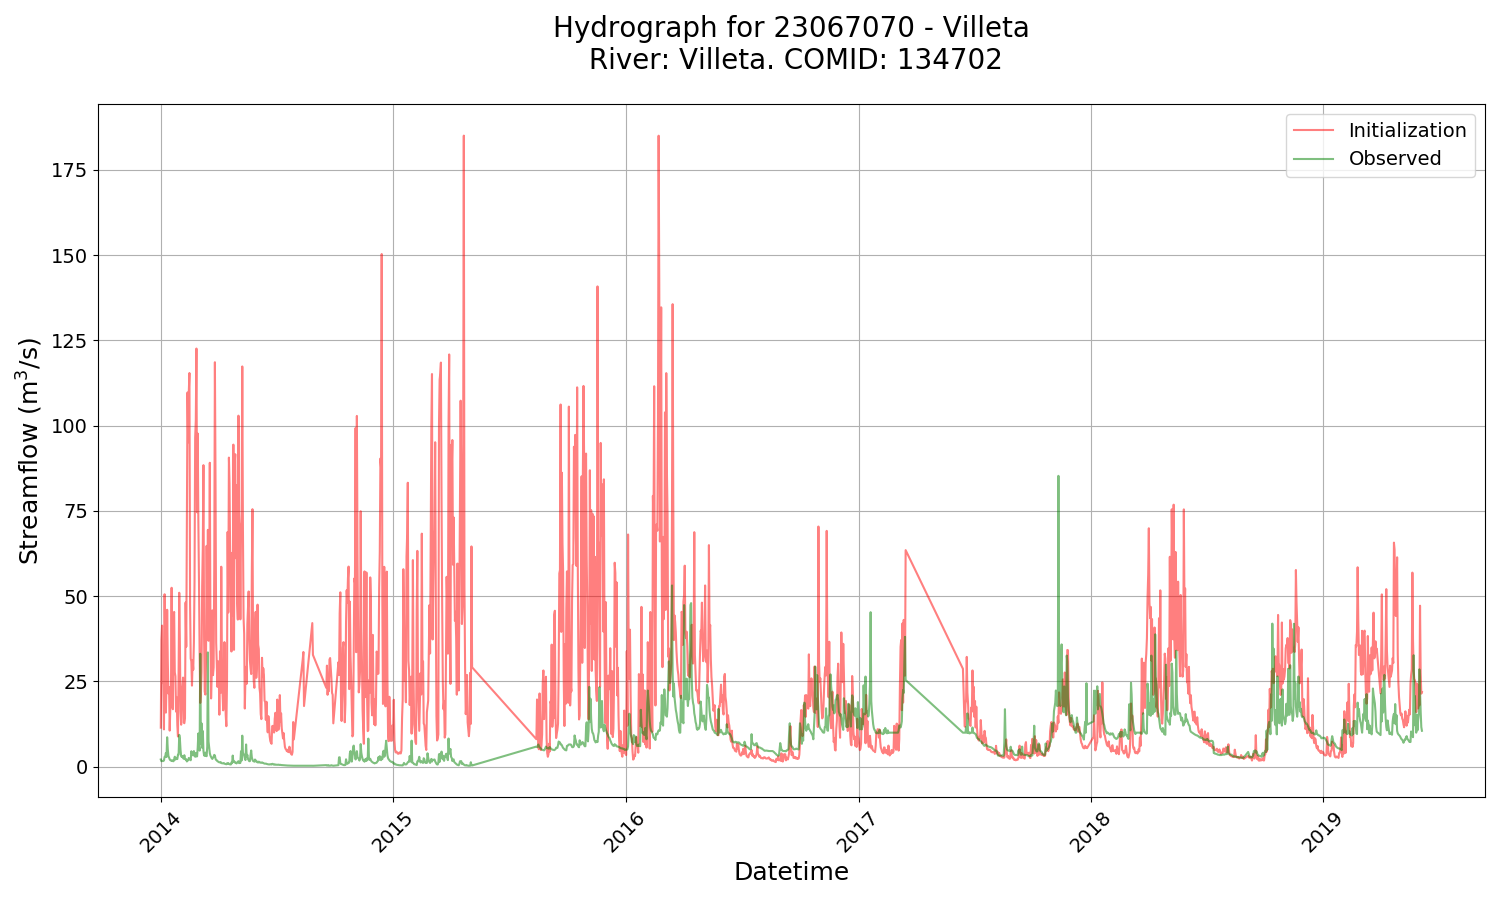 Hydrograph for 23067070 - Villeta
River: Villeta. COMID: 134702
Initialization
Observed
Streamflow (m³/s)
175
150
125
100
75
50
25
0
2014
2015
2016
2017
2018
2019
Datetime